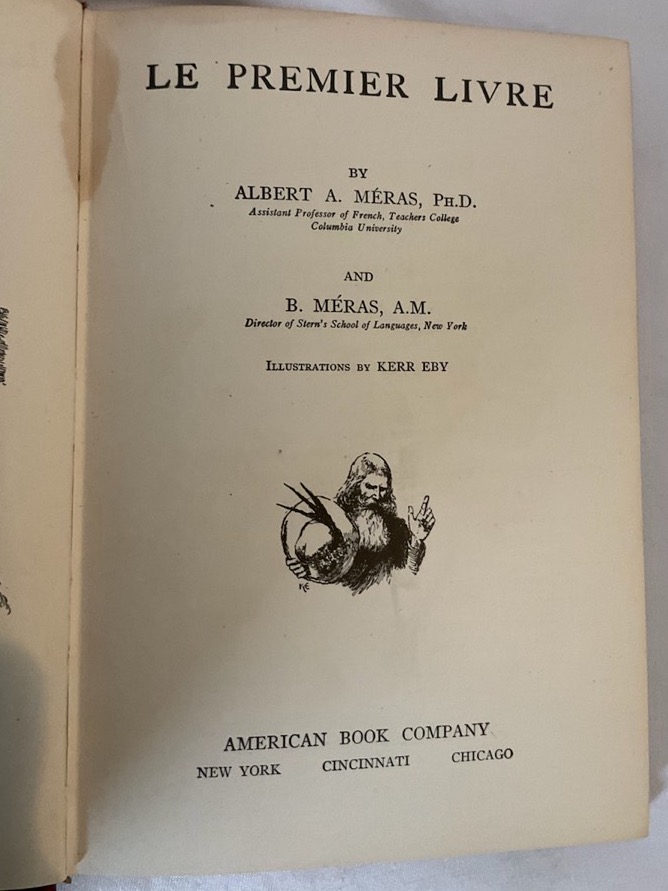 LE PREMIER LIVRE
BY
ALBERT A. MÉRAS, PH.D.
Assistant Professor of French, Teachers College
Columbia University
AND
B. MÉRAS, A.M.
Director of Stern's School of Languages, New York
ILLUSTRATIONS BY KERR EBY
KE
AMERICAN BOOK COMPANY
NEW YORK CINCINNATI CHICAGO